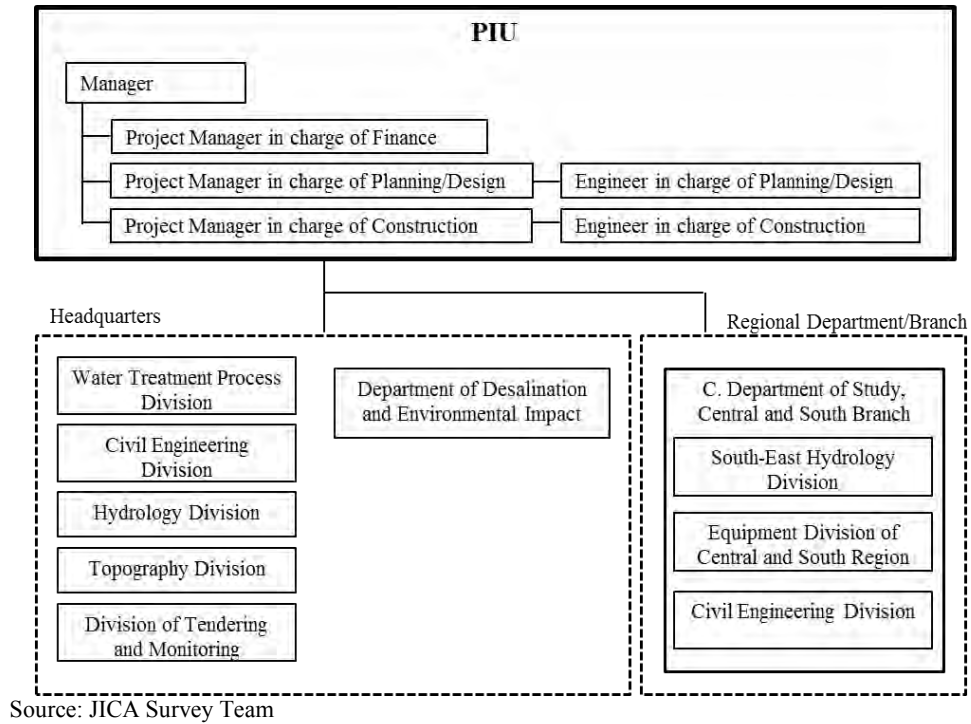 PIU
Manager
Project Manager in charge of Finance
Project Manager in charge of Planning/Design
Engineer in charge of Planning/Design
Project Manager in charge of Construction
Engineer in charge of Construction
Headquarters
Water Treatment Process
Division
Civil Engineering
Division
Hydrology Division
Topography Division
Division of Tendering
and Monitoring
Department of Desalination
and Environmental Impact
Regional Department/Branch
C. Department of Study,
Central and South Branch
South-East Hydrology
Division
Equipment Division of
Central and South Region
Civil Engineering Division
Source: JICA Survey Team